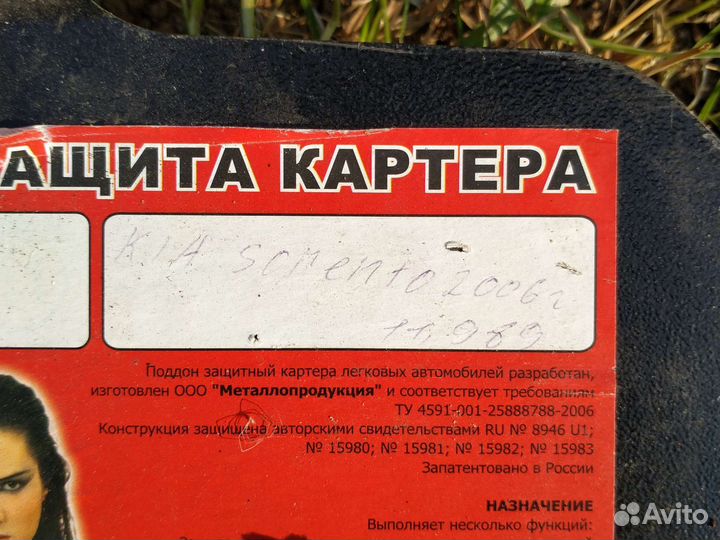 АЩИТА КАРТЕРА
KIA Sorento 2006г
11.989
Поддон защитный картера легковых автомобилей разработан,
изготовлен ООО "Металлопродукция" и соответствует требованиям
ТУ 4591-001-25888788-2006
Конструкция защищена авторскими свидетельствами RU № 8946 U1;
№ 15980; № 15981; № 15982; № 15983
Запатентовано в России
НАЗНАЧЕНИЕ
Выполняет несколько функций:
Avito